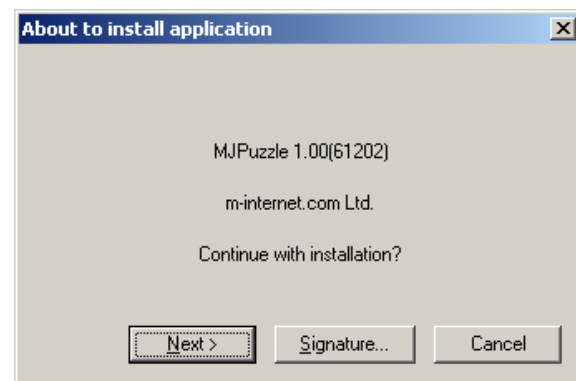 About to install application
MJPuzzle 1.00(61202)
m-internet.com Ltd.
Continue with installation?
Next > Signature... Cancel